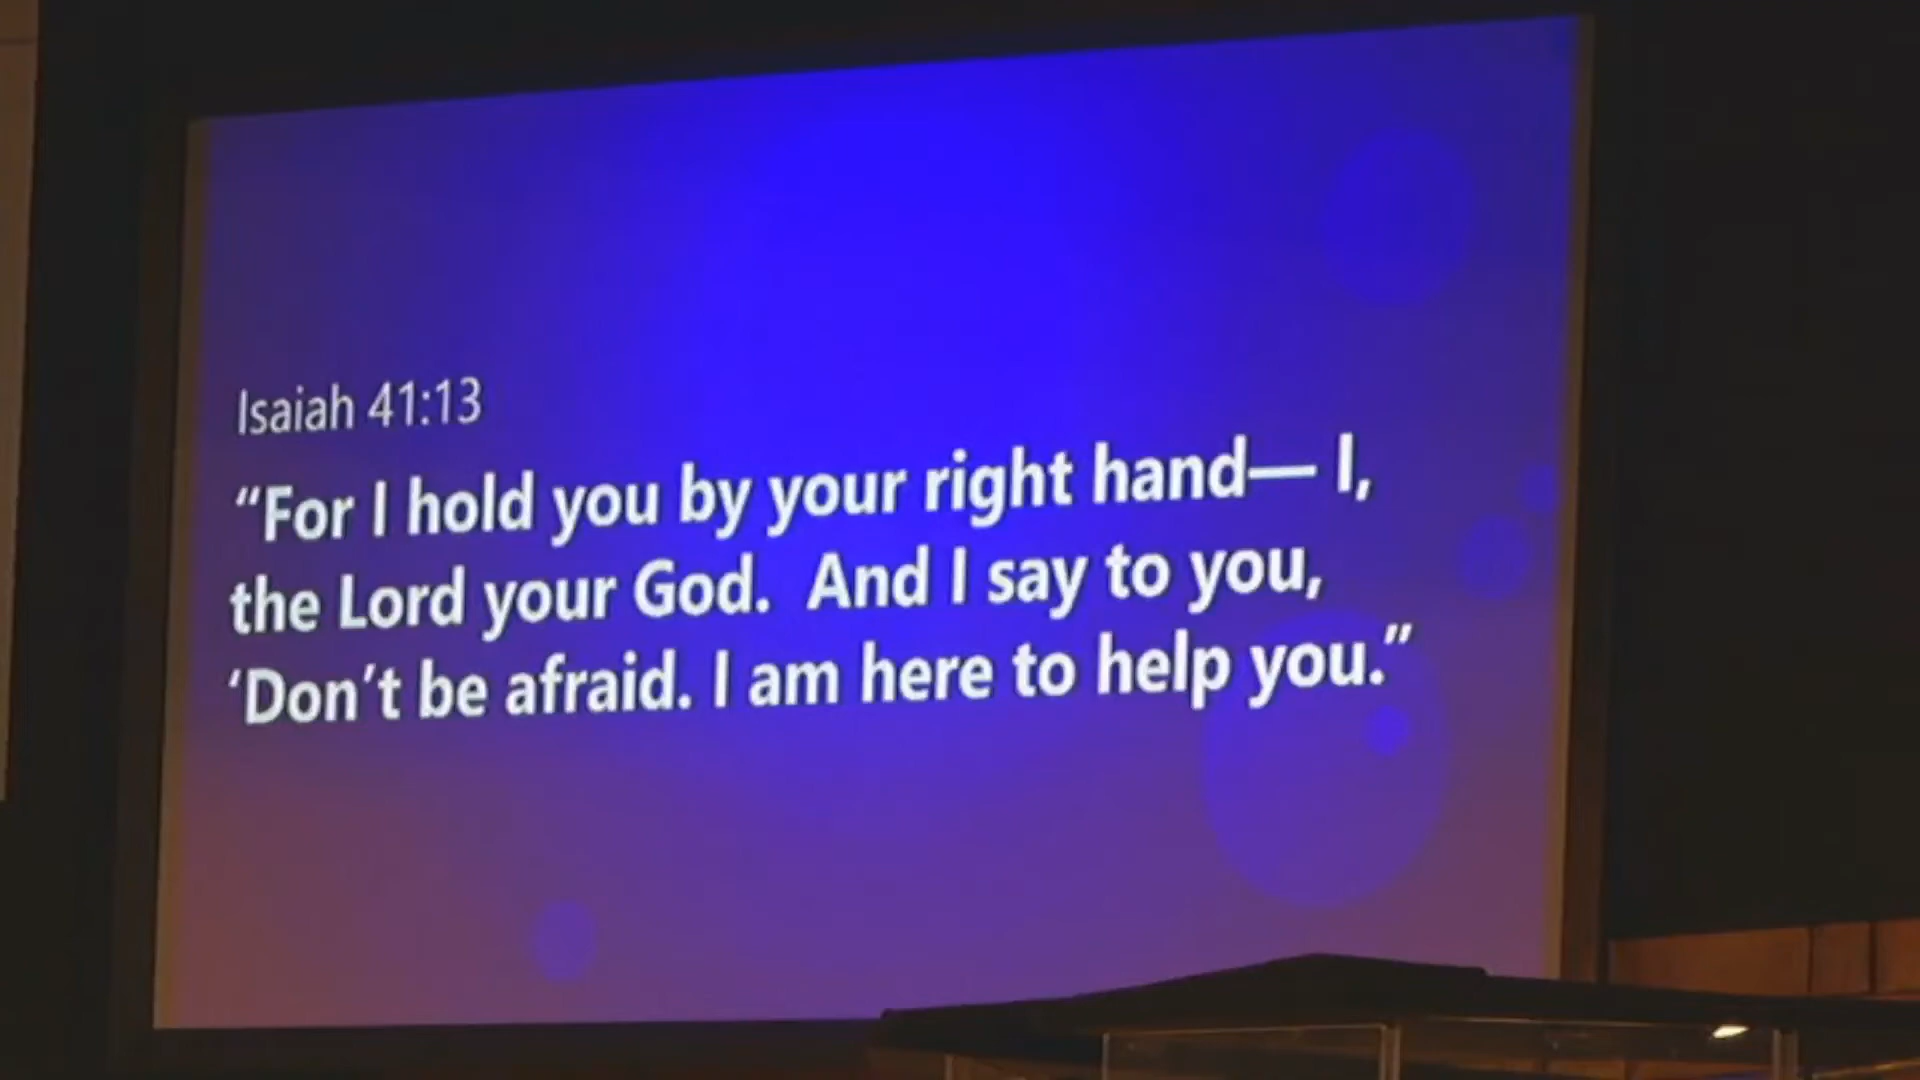 Isaiah 41:13
“For I hold you by your right hand— I,
the Lord your God.  And I say to you,
‘Don’t be afraid. I am here to help you.”